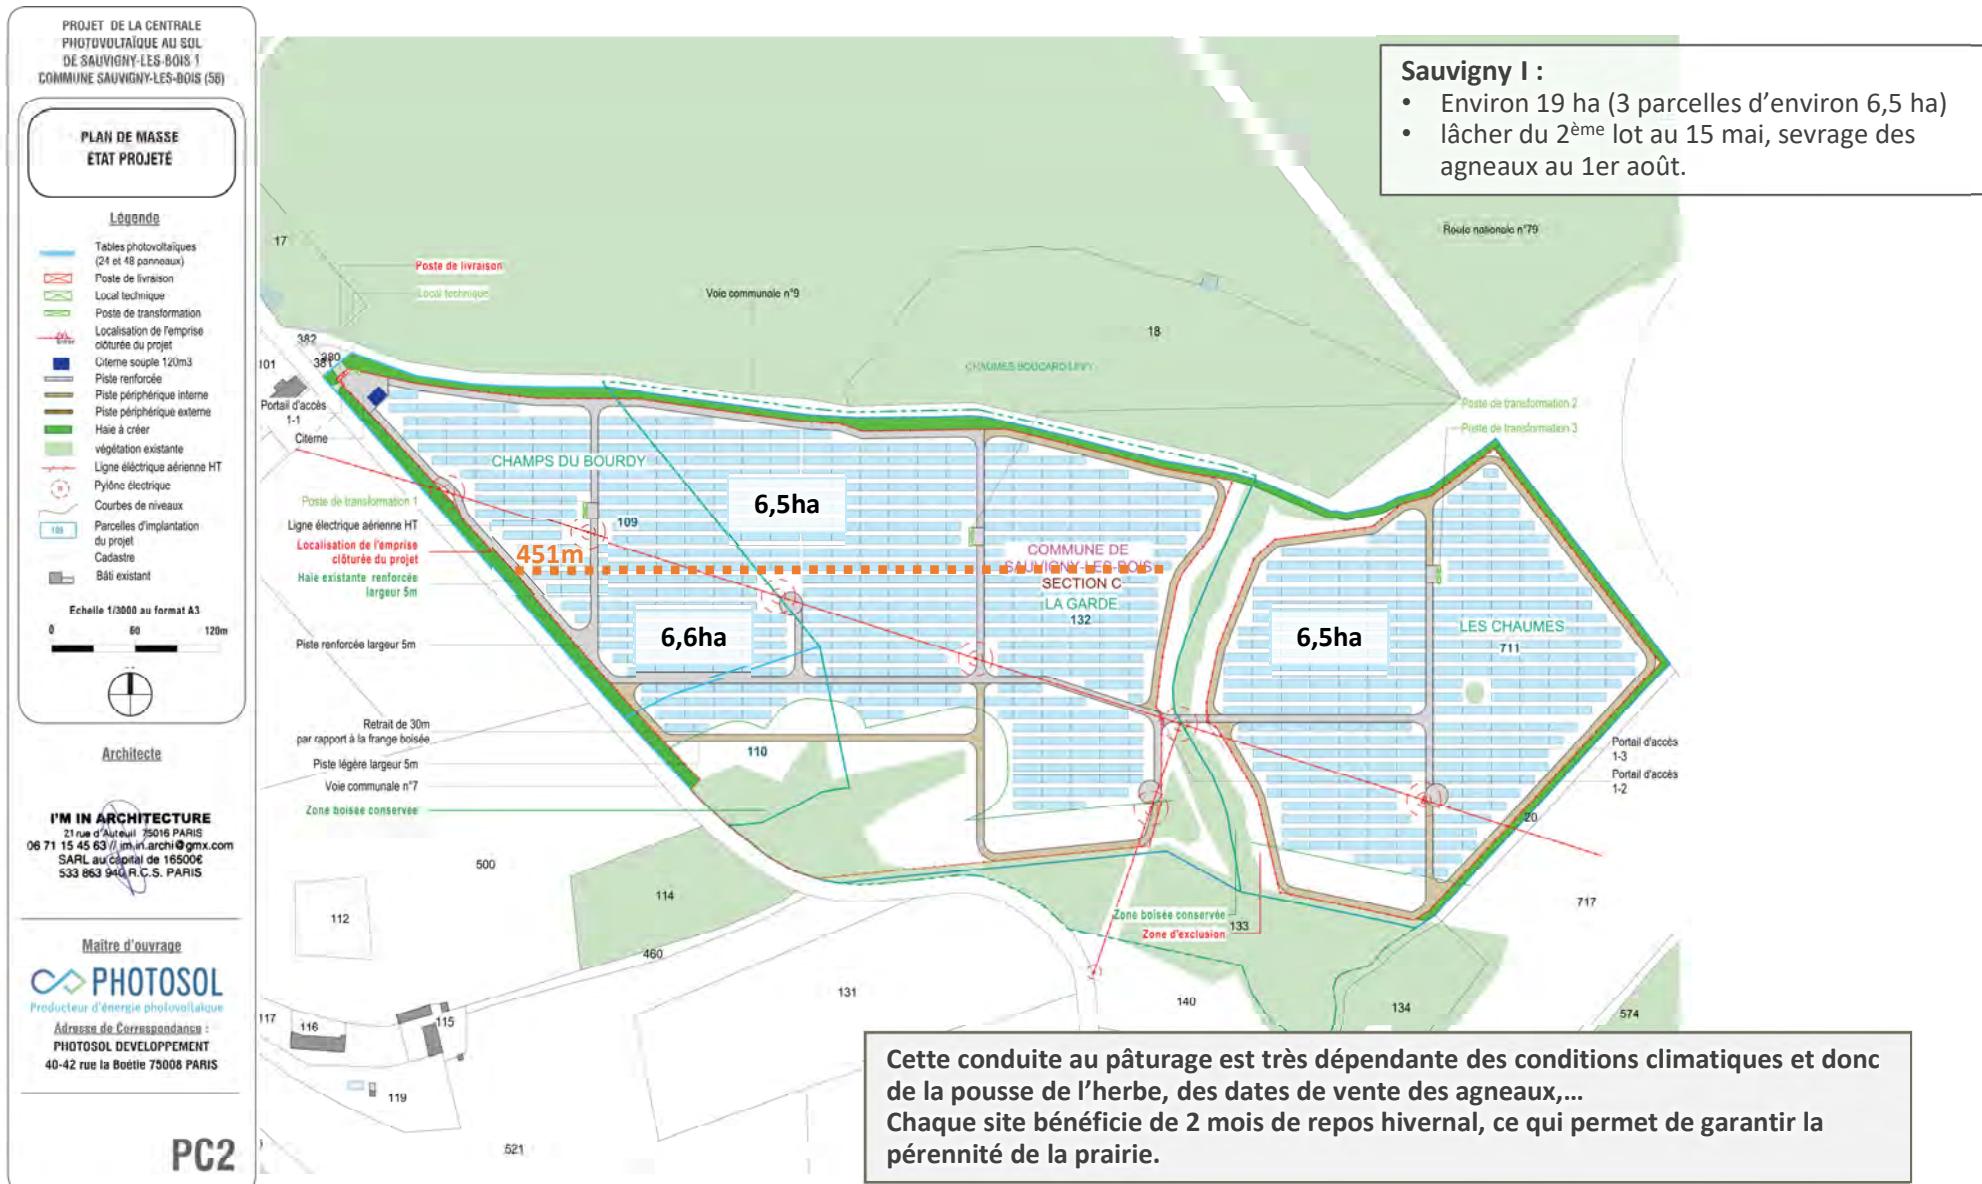 PROJET DE LA CENTRALE
PHOTOVOLTAÏQUE AU SOL
DE SAUVIGNY-LES-BOIS 1
COMMUNE SAUVIGNY-LES-BOIS (58)
PLAN DE MASSE
ÉTAT PROJETÉ
Légende
Tables photovoltaïques
(24 et 48 panneaux)
Poste de livraison
Local technique
Poste de transformation
Localisation de l'emprise
clôturée du projet
Citerne souple 120m3
Piste renforcée
Piste périphérique interne
Piste périphérique externe
Haie à créer
végétation existante
Ligne éléctrique aérienne HT
Pylône électrique
Courbes de niveaux
109
Parcelles d'implantation
du projet
Cadastre
Bâti existant
Echelle 1/3000 au format A3
0 60 120m
Architecte
I'M IN ARCHITECTURE
21 rue d'Auteuil 75016 PARIS
06 71 15 45 63 // im.in.archi@gmx.com
SARL au capital de 16500€
533 863 940 R.C.S. PARIS
Maître d'ouvrage
PHOTOSOL
Producteur d'énergie photovoltaïque
Adresse de Correspondance :
PHOTOSOL DEVELOPPEMENT
40-42 rue la Boétie 75008 PARIS
PC2
Sauvigny I :
• Environ 19 ha (3 parcelles d'environ 6,5 ha)
• lâcher du 2ème lot au 15 mai, sevrage des
agneaux au 1er août.
Route nationale n°79
17
Poste de livraison
Local technique
Voie communale n°9
18
CHAUMES BOUCARD LEVY
382
380
381
101
Portail d'accès
1-1
Citerne
Poste de transformation 2
Poste de transformation 3
CHAMPS DU BOURDY
6,5ha
Poste de transformation 1
109
Ligne électrique aérienne HT
Localisation de l'emprise
clôturée du projet
451m
Haie existante renforcée
largeur 5m
COMMUNE DE
SAUVIGNY-LES-BOIS
SECTION C
LA GARDE
132
6,6ha
6,5ha
LES CHAUMES
711
Piste renforcée largeur 5m
Retrait de 30m
par rapport à la frange boisée
110
Piste légère largeur 5m
Voie communale n°7
Zone boisée conservée
Portail d'accès
1-3
Portail d'accès
1-2
20
500
114
112
717
Zone boisée conservée
Zone d'exclusion
133
460
131
140
134
574
117
116
115
119
521
Cette conduite au pâturage est très dépendante des conditions climatiques et donc
de la pousse de l'herbe, des dates de vente des agneaux,…
Chaque site bénéficie de 2 mois de repos hivernal, ce qui permet de garantir la
pérennité de la prairie.